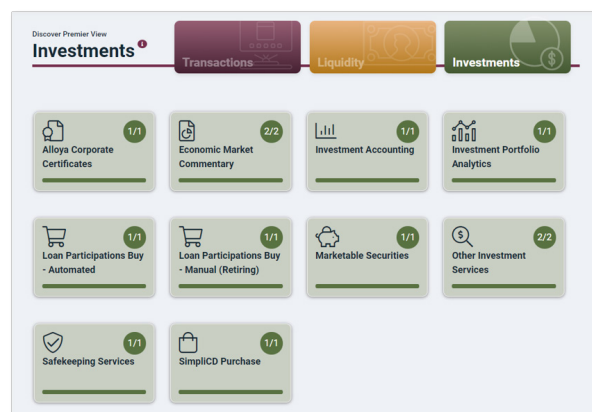 Discover Premier View
Investments
Transactions
Liquidity
Investments
1/1
Alloya Corporate
Certificates
2/2
Economic Market
Commentary
1/1
Investment Accounting
1/1
Investment Portfolio
Analytics
1/1
Loan Participations Buy
- Automated
1/1
Loan Participations Buy
- Manual (Retiring)
1/1
Marketable Securities
2/2
Other Investment
Services
1/1
Safekeeping Services
1/1
SimpliCD Purchase